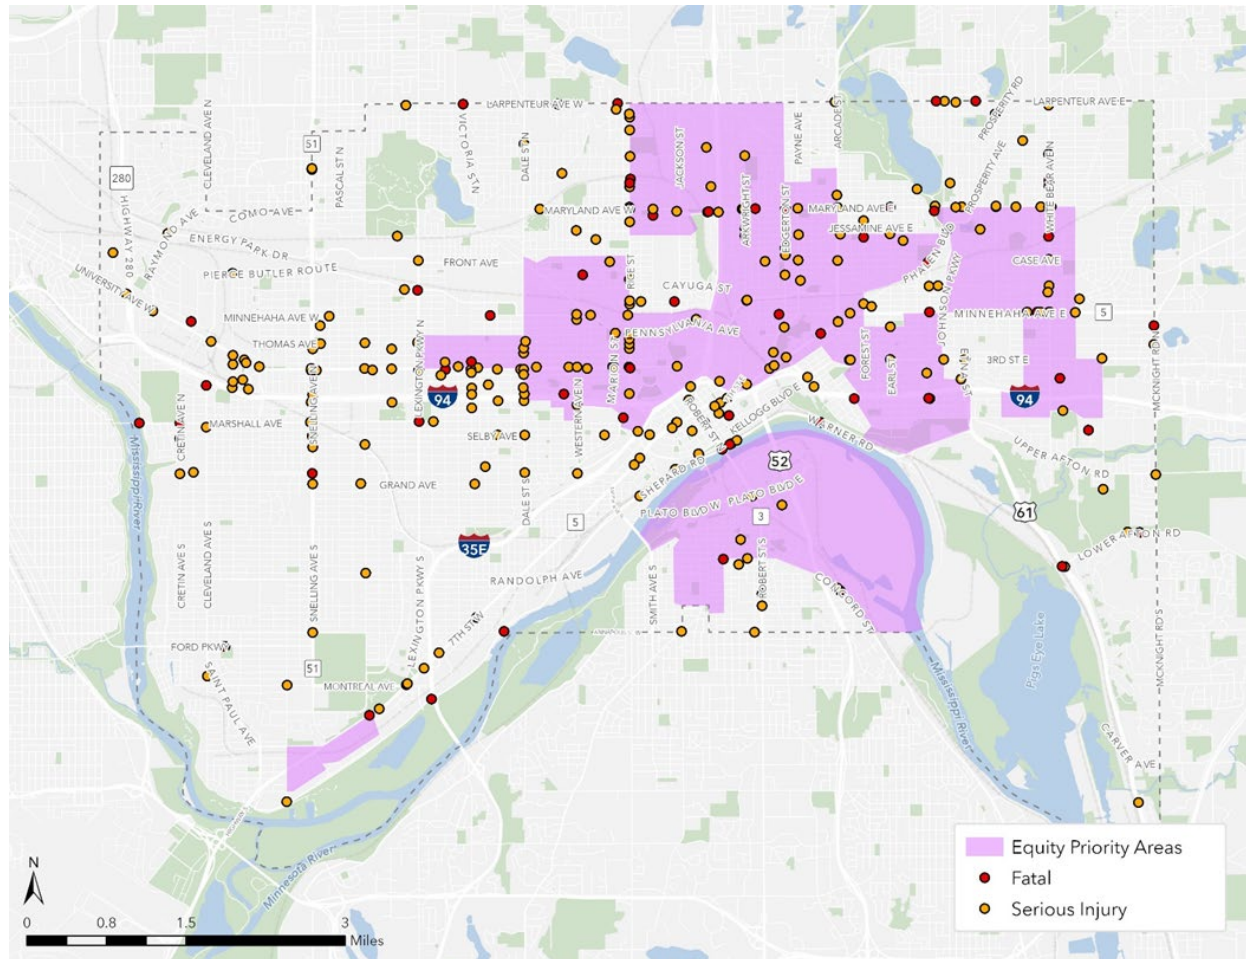 LARPENTEUR AVE W
LARPENTEUR AVE E
CLEVELAND AVE N
51
PASCAL ST N
VICTORIA ST N
DALE ST N
JACKSON ST
PAYNE AVE
ARCADE ST
PROSPERITY RD
PROSPERITY AVE
WHITE BEAR AVE N
280
HIGHWAY 280
RAYMOND AVE
COMO AVE
MARYLAND AVE W
ARKWRIGHT ST
EDGERTON ST
MARYLAND AVE E
JESSAMINE AVE E
ENERGY PARK DR
FRONT AVE
RICE ST
PHALEN BLVD
CASE AVE
PIERCE BUTLER ROUTE
CAYUGA ST
JOHNSON PKWY
UNIVERSITY AVE W
MINNEHAHA AVE W
MINNEHAHA AVE E
5
PENNSYLVANIA AVE
THOMAS AVE
LEXINGTON PKWY N
MARION ST
FOREST ST
EARL ST
3RD ST E
MCKNIGHT RD N
94
94
SNELLING AVE N
WESTERN AVE N
CRETIN AVE N
MARSHALL AVE
SELBY AVE
ROBERT ST N
KELLOGG BLVD E
WARNER RD
UPPER AFTON RD
Mississippi River
52
SHEPARD RD
GRAND AVE
DALE ST S
PLATO BLVD W
PLATO BLVD E
61
5
3
LOWER AFTON RD
35E
CRETIN AVE S
CLEVELAND AVE S
SNELLING AVE S
RANDOLPH AVE
LEXINGTON PKWY S
SMITH AVE S
ROBERT ST S
CONCORD ST
7TH ST W
FORD PKWY
51
SAINT PAUL AVE
MONTREAL AVE
Pigs Eye Lake
MCKNIGHT RD S
Mississippi River
CARVER AVE
Minnesota River
Equity Priority Areas
Fatal
Serious Injury
N
0 0.8 1.5 3
Miles